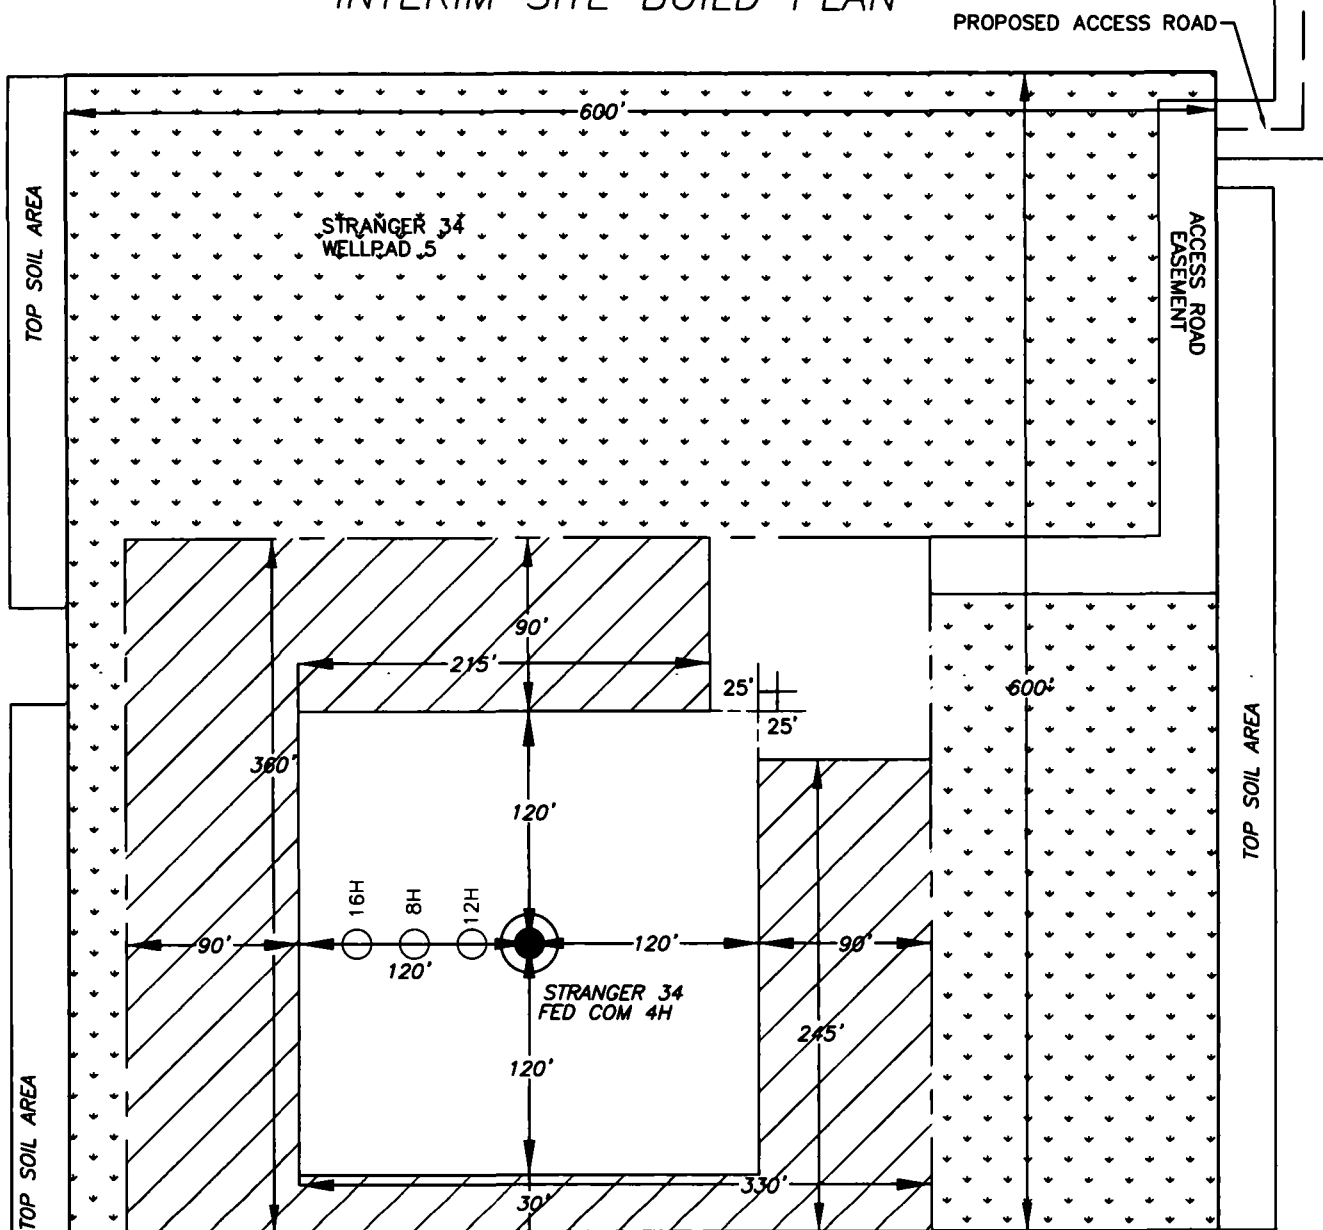 INTERIM SITE BUILD PLAN
PROPOSED ACCESS ROAD
600'
TOP SOIL AREA
STRANGER 34
WELLPAD 5
ACCESS ROAD
EASEMENT
90'
215'
25'
25'
600'
360'
120'
TOP SOIL AREA
16H
8H
12H
90'
120'
120'
90'
STRANGER 34
FED COM 4H
245'
120'
TOP SOIL AREA
330'
30'